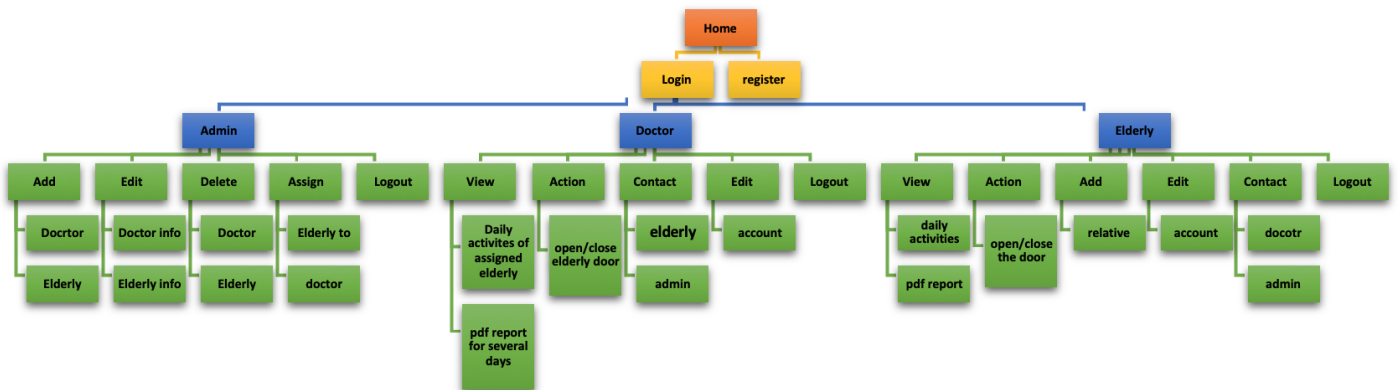 Home
Login
register
Admin
Doctor
Elderly
Add
Edit
Delete
Assign
Logout
View
Action
Contact
Edit
Logout
View
Action
Add
Edit
Contact
Logout
Docrtor
Elderly
Doctor info
Elderly info
Doctor
Elderly
Elderly to
doctor
Daily
activites of
assigned
elderly
pdf report
for several
days
open/close
elderly door
elderly
admin
account
daily
activities
pdf report
open/close
the door
relative
account
docotr
admin